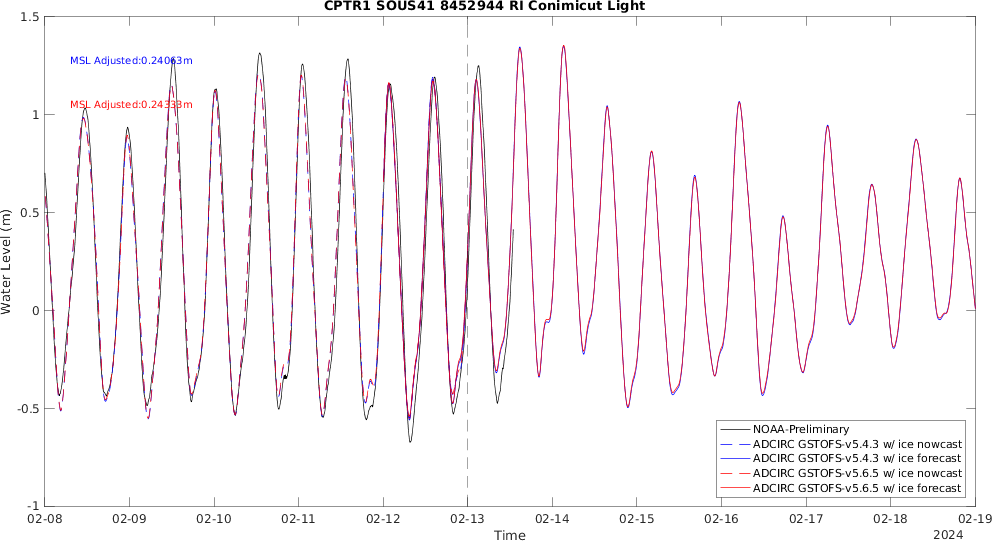 CPTR1 SOUS41 8452944 RI Conimicut Light
1.5
1
0.5
0
-0.5
-1
Water Level (m)
MSL Adjusted:0.24063m
MSL Adjusted:0.24333m
NOAA-Preliminary
ADCIRC GSTOFS-v5.4.3 w/ ice nowcast
ADCIRC GSTOFS-v5.4.3 w/ ice forecast
ADCIRC GSTOFS-v5.6.5 w/ ice nowcast
ADCIRC GSTOFS-v5.6.5 w/ ice forecast
02-08 02-09 02-10 02-11 02-12 02-13 02-14 02-15 02-16 02-17 02-18 02-19
Time
2024